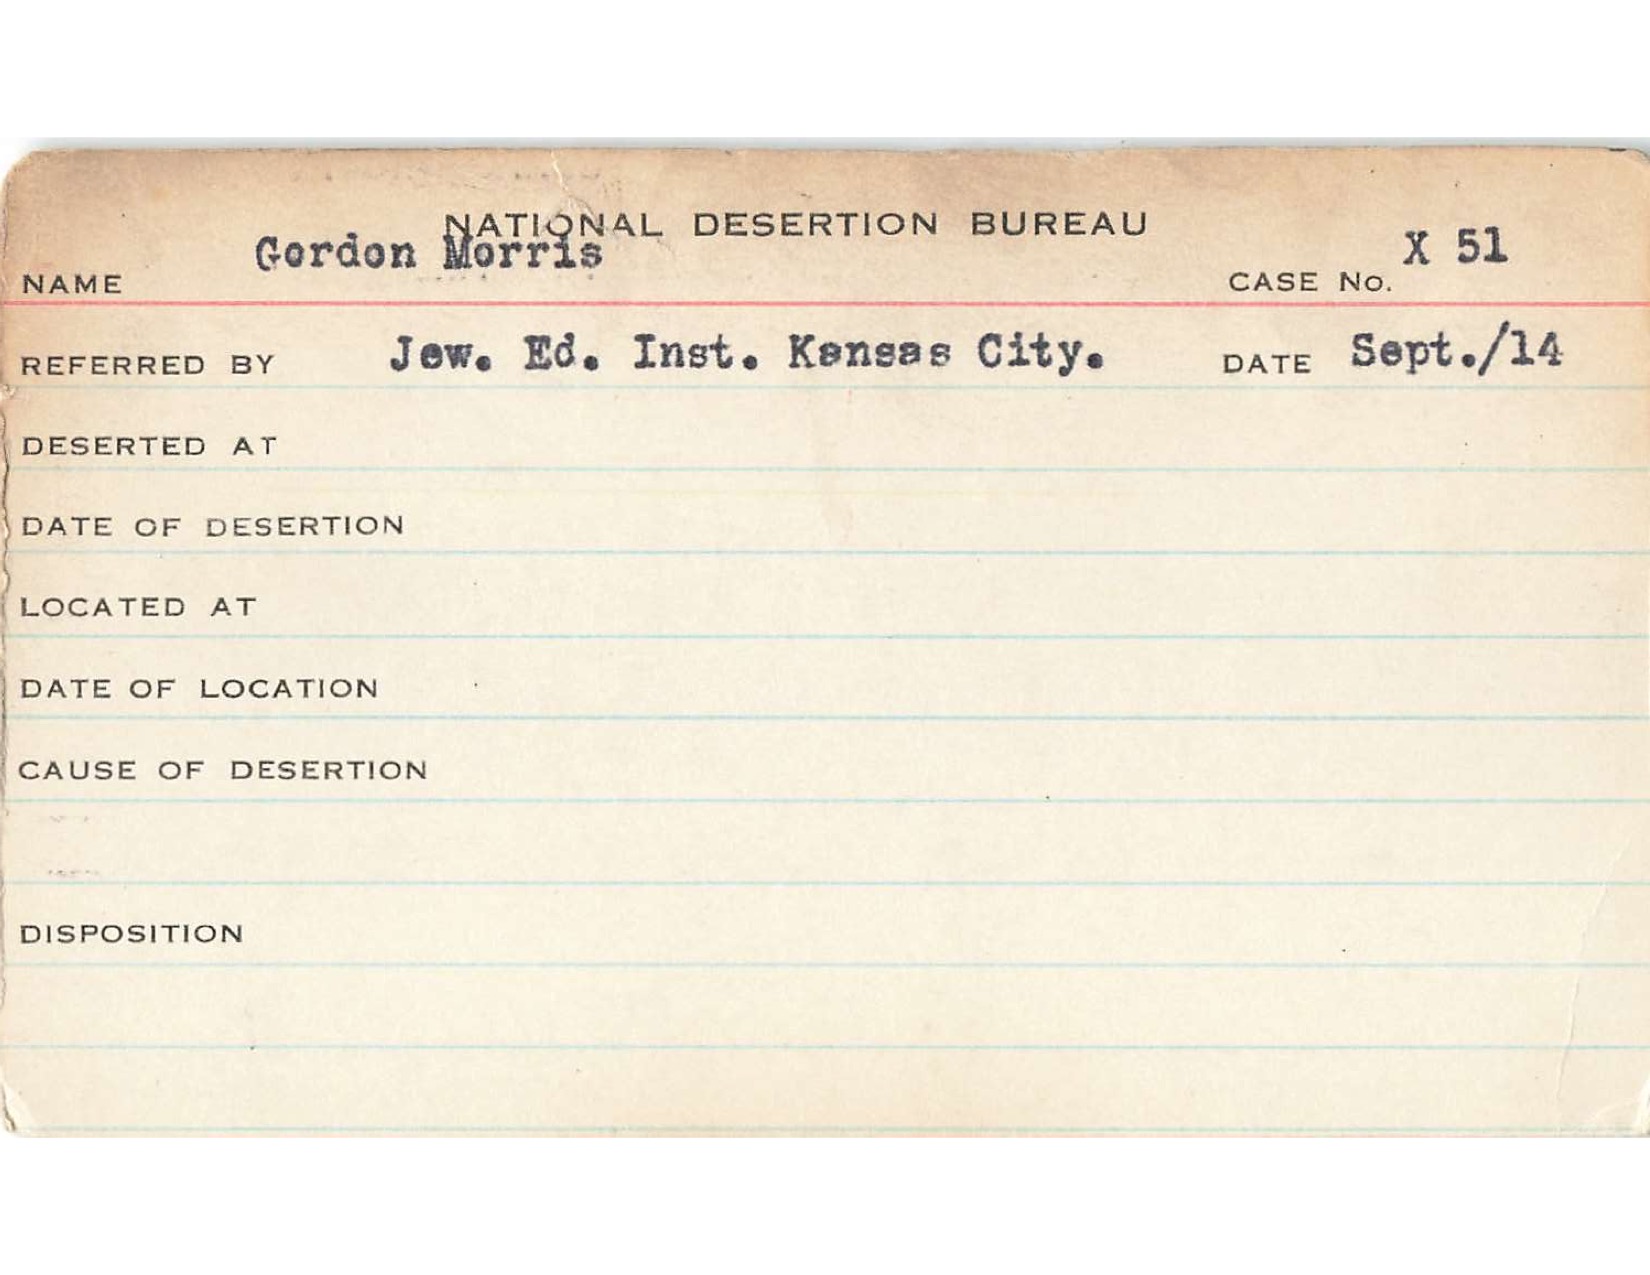 NATIONAL DESERTION BUREAU
NAME Gordon Morris CASE No. X 51
REFERRED BY Jew. Ed. Inst. Kansas City. DATE Sept./14
DESERTED AT
DATE OF DESERTION
LOCATED AT
DATE OF LOCATION
CAUSE OF DESERTION
DISPOSITION